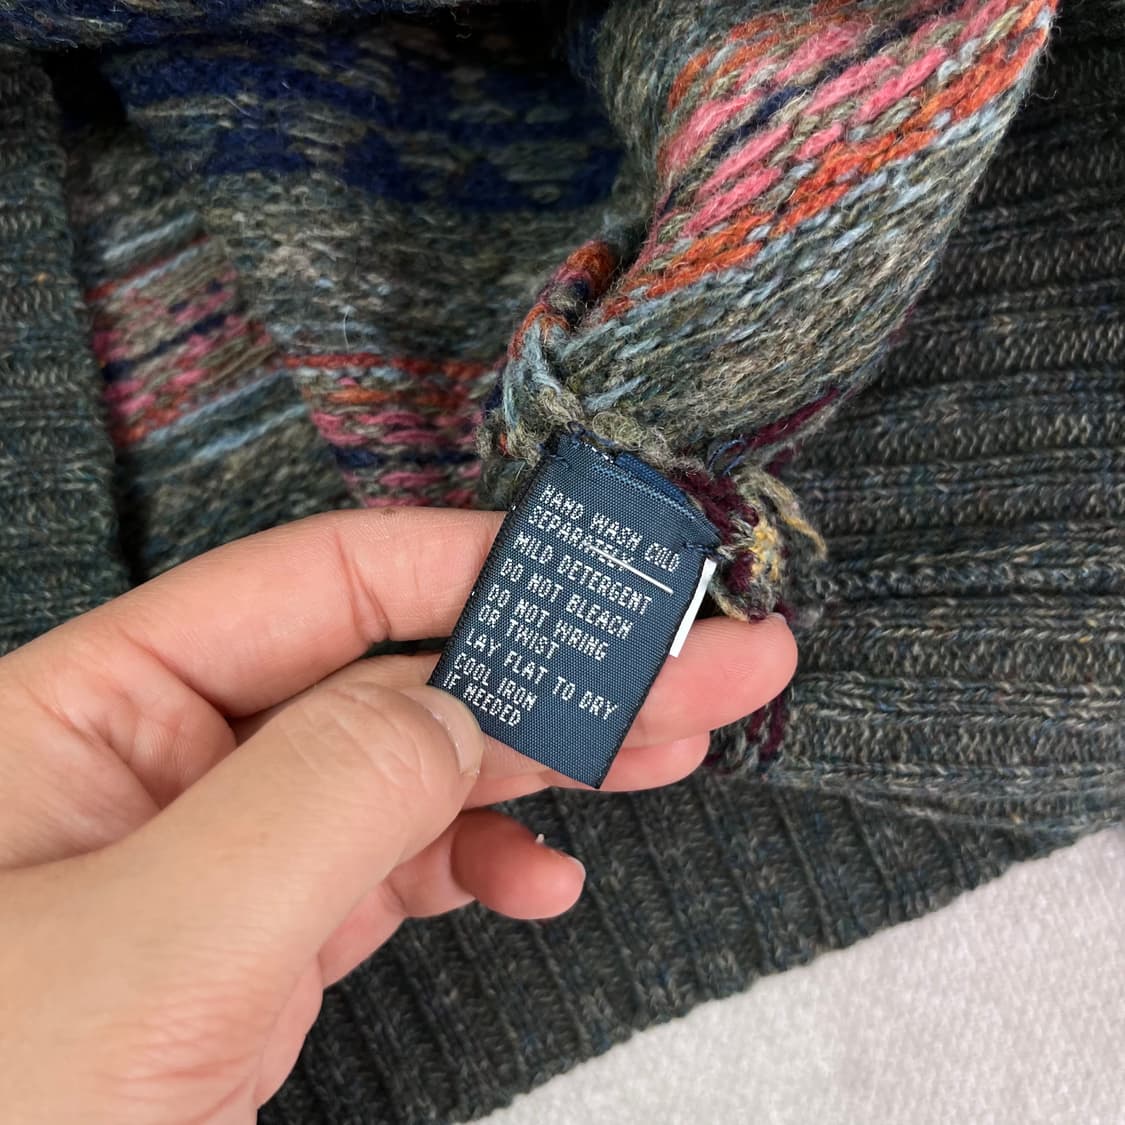 HAND WASH COLD
SEPARATELY
MILD DETERGENT
DO NOT BLEACH
DO NOT WRING
OR TWIST
LAY FLAT TO DRY
COOL IRON
IF NEEDED